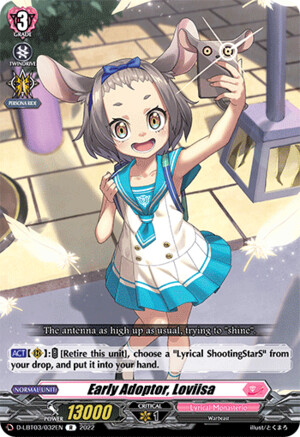 3
GRADE
TWINDRIVE
PERSONA RIDE
The antenna as high up as usual, trying to "shine".
ACT [Retire this unit], choose a "Lyrical ShootingStarS" from
your drop, and put it into your hand.
NORMAL UNIT
Early Adoptor, Loviisa
POWER 13000 CRITICAL 1 Lyrical Monasterio
Warbeast
D-LBT03/032EN R 2022 illust/とくまろ